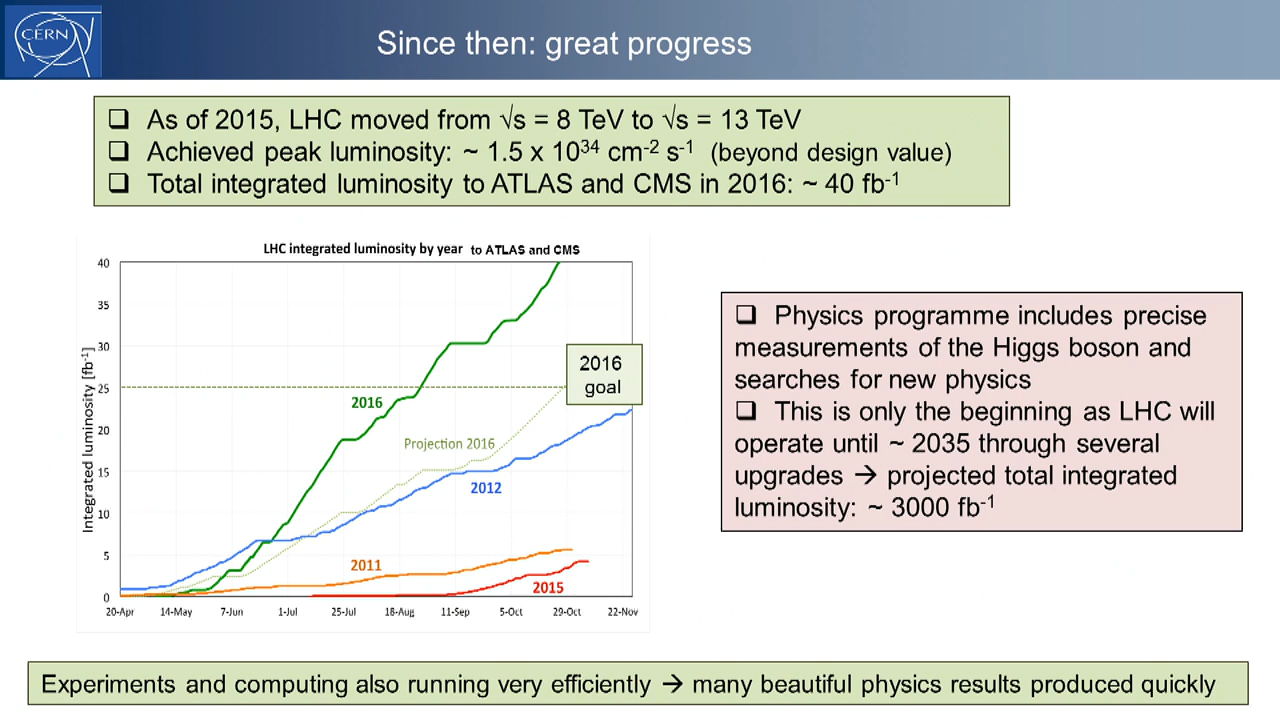 CERN
Since then: great progress
❑ As of 2015, LHC moved from √s = 8 TeV to √s = 13 TeV
❑ Achieved peak luminosity: ~ 1.5 x 10³⁴ cm⁻² s⁻¹ (beyond design value)
❑ Total integrated luminosity to ATLAS and CMS in 2016: ~ 40 fb⁻¹
LHC integrated luminosity by year to ATLAS and CMS
Integrated luminosity [fb⁻¹]
40
35
30
25
20
15
10
5
0
2016
goal
2016
Projection 2016
2012
2011
2015
20-Apr 14-May 7-Jun 1-Jul 25-Jul 18-Aug 11-Sep 5-Oct 29-Oct 22-Nov
❑ Physics programme includes precise
measurements of the Higgs boson and
searches for new physics
❑ This is only the beginning as LHC will
operate until ~ 2035 through several
upgrades → projected total integrated
luminosity: ~ 3000 fb⁻¹
Experiments and computing also running very efficiently → many beautiful physics results produced quickly